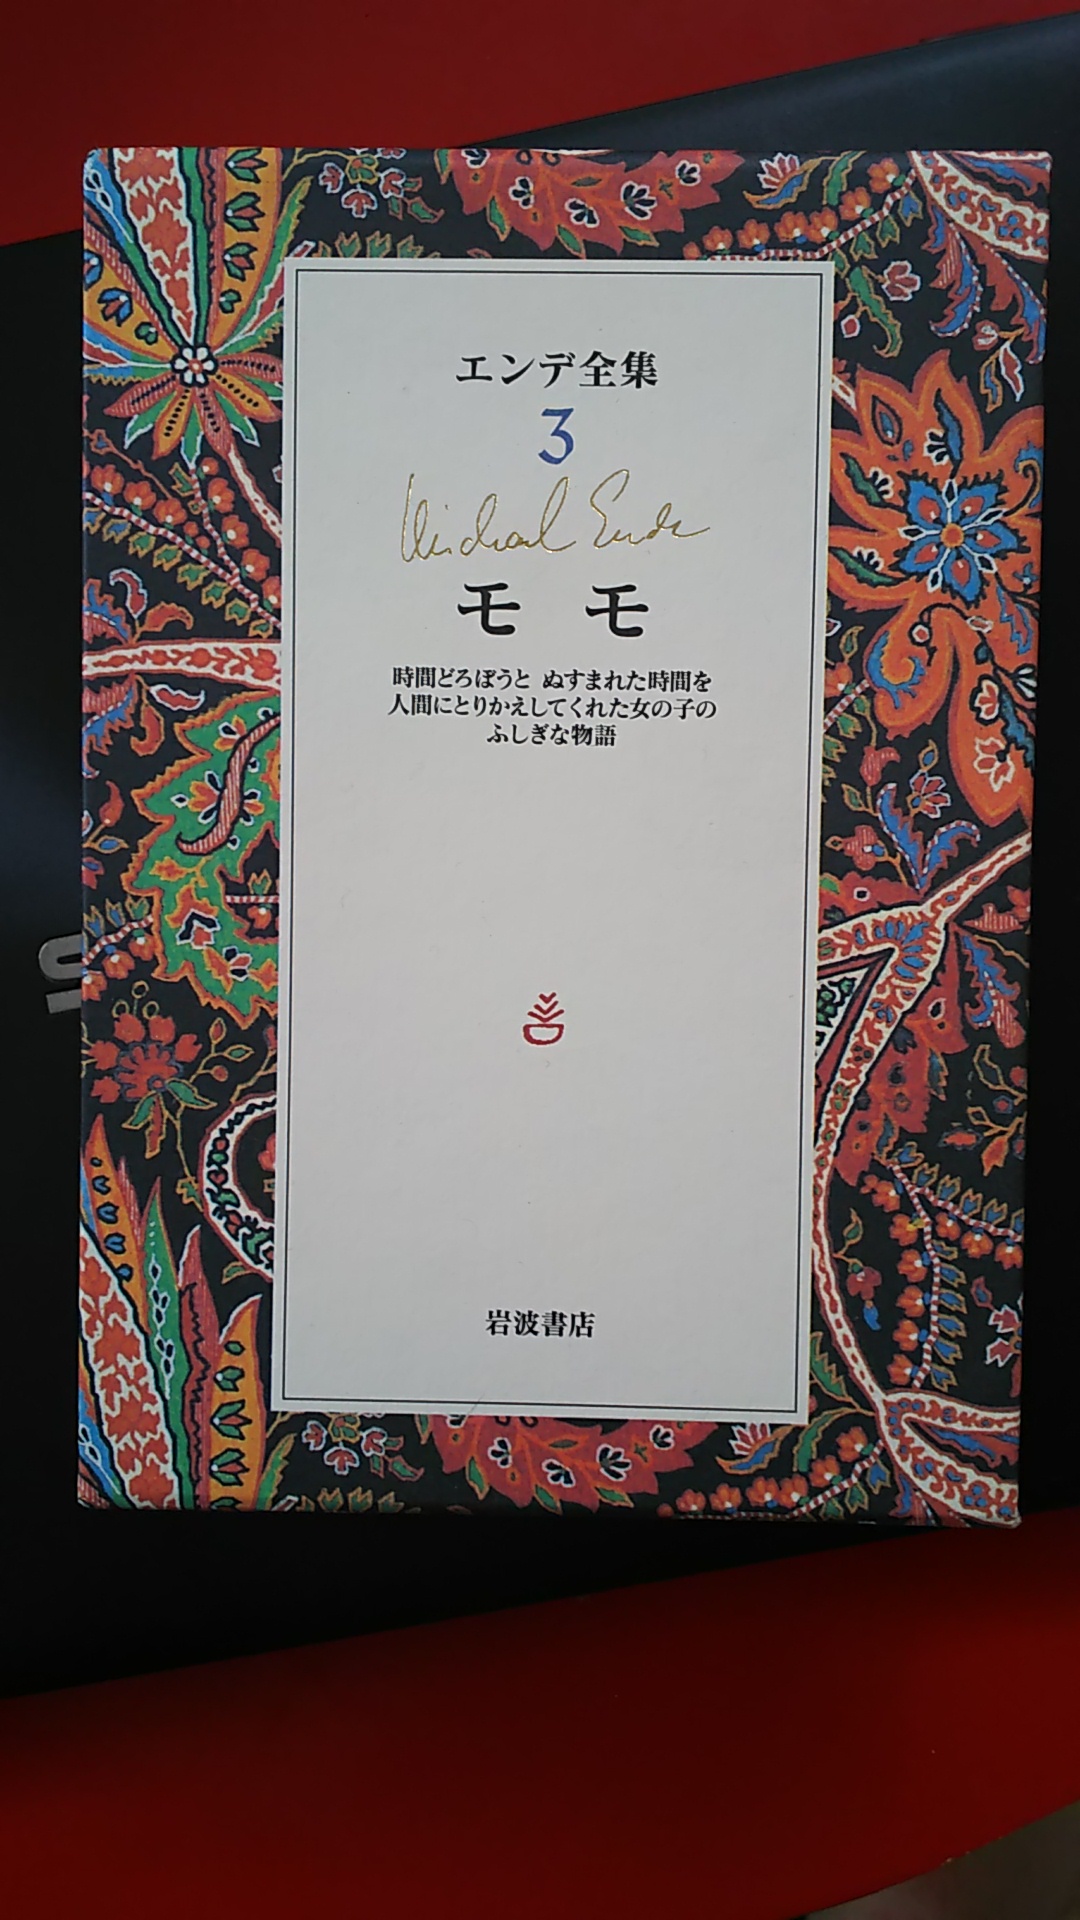 エンデ全集
3
Michael Ende
モモ
時間どろぼうと ぬすまれた時間を
人間にとりかえしてくれた女の子の
ふしぎな物語
岩波書店